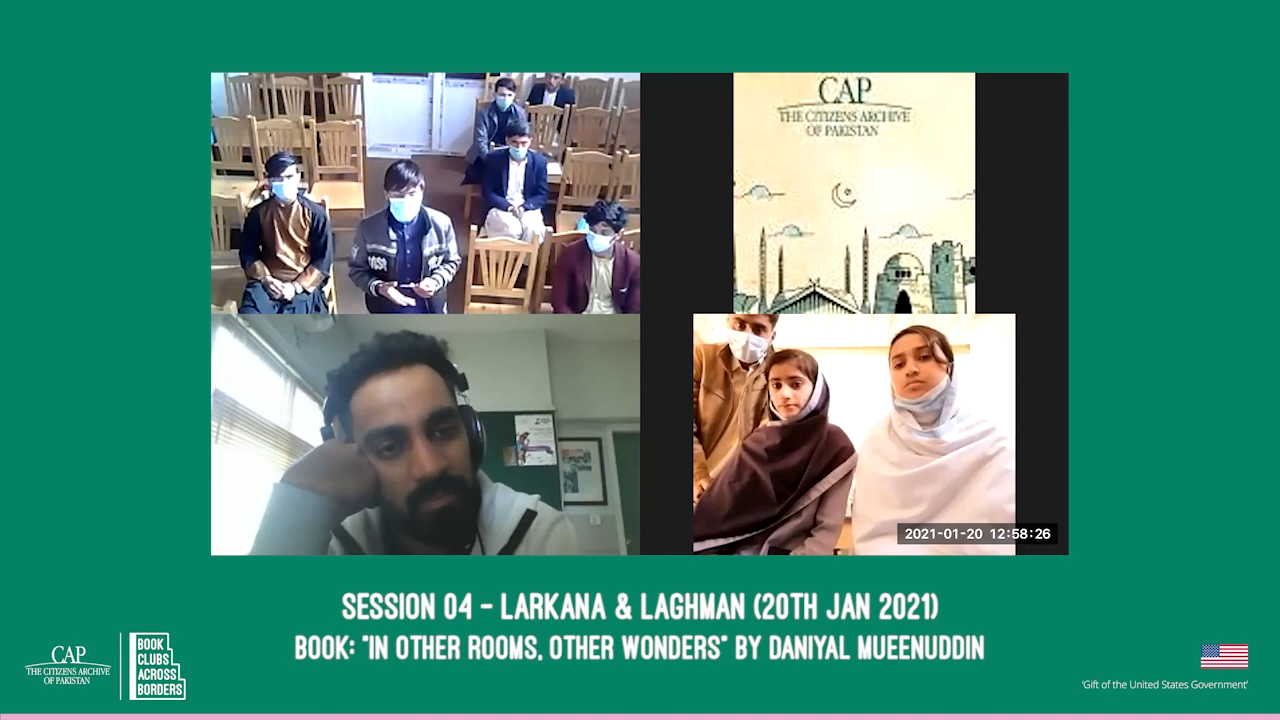 CAP
THE CITIZENS ARCHIVE
OF PAKISTAN
2021-01-20 12:58:26
SESSION 04 - LARKANA & LAGHMAN (20TH JAN 2021)
BOOK: "IN OTHER ROOMS, OTHER WONDERS" BY DANIYAL MUEENUDDIN
CAP
THE CITIZENS ARCHIVE
OF PAKISTAN
BOOK
CLUBS
ACROSS
BORDERS
'Gift of the United States Government'